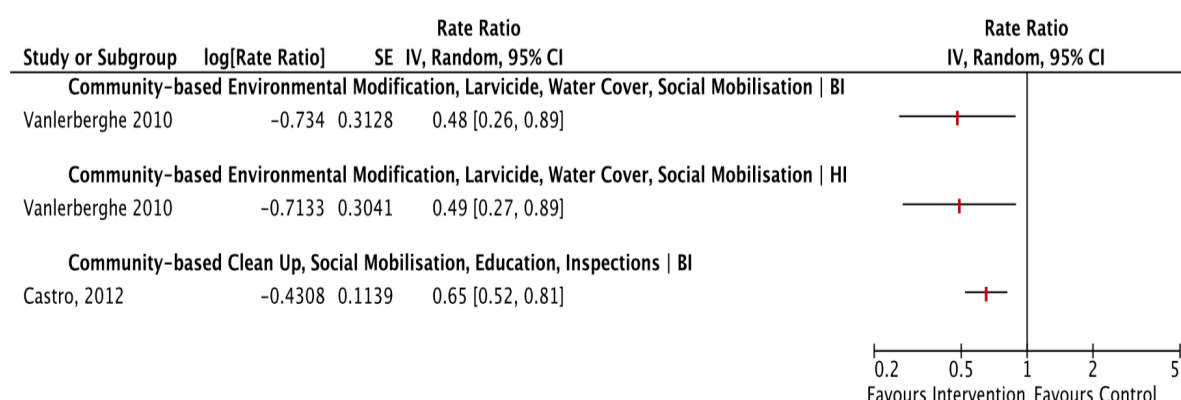 Rate Ratio Rate Ratio
Study or Subgroup log[Rate Ratio] SE IV, Random, 95% CI IV, Random, 95% CI
Community-based Environmental Modification, Larvicide, Water Cover, Social Mobilisation | BI
Vanlerberghe 2010 -0.734 0.3128 0.48 [0.26, 0.89]
Community-based Environmental Modification, Larvicide, Water Cover, Social Mobilisation | HI
Vanlerberghe 2010 -0.7133 0.3041 0.49 [0.27, 0.89]
Community-based Clean Up, Social Mobilisation, Education, Inspections | BI
Castro, 2012 -0.4308 0.1139 0.65 [0.52, 0.81]
0.2 0.5 1 2 5
Favours Intervention Favours Control